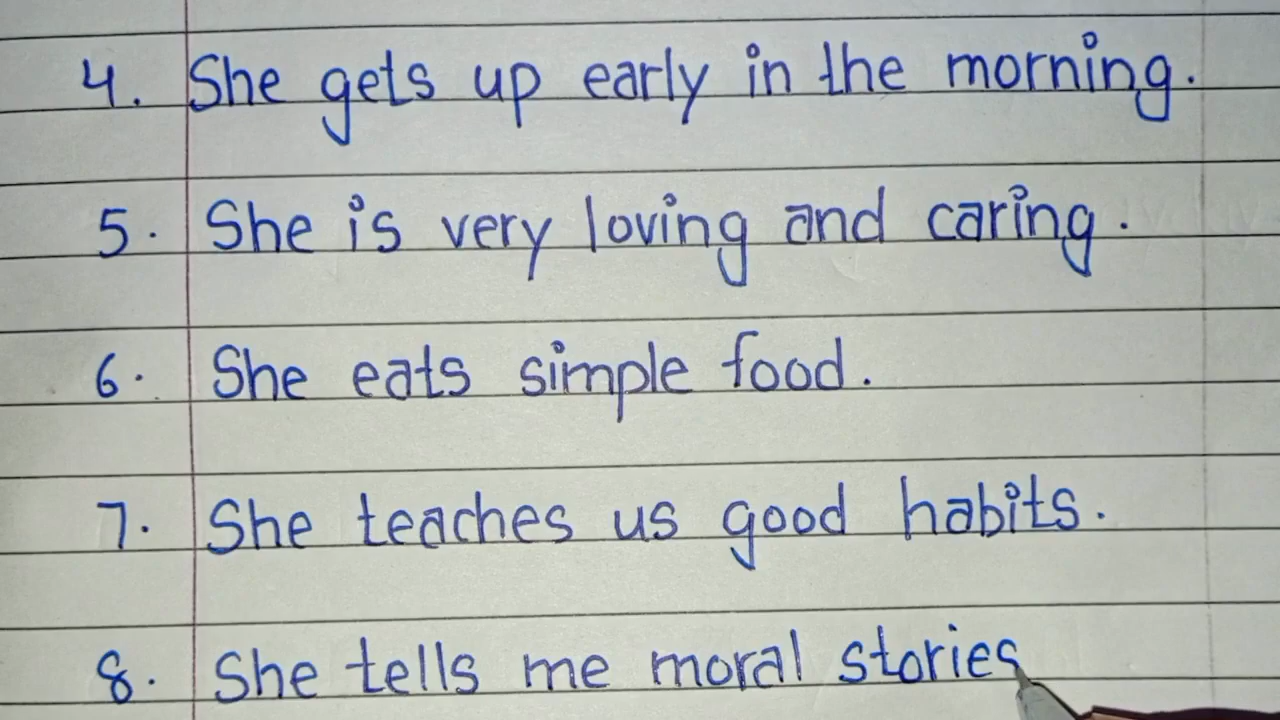 4. She gets up early in the morning.
5. She is very loving and caring.
6. She eats simple food.
7. She teaches us good habits.
8. She tells me moral stories